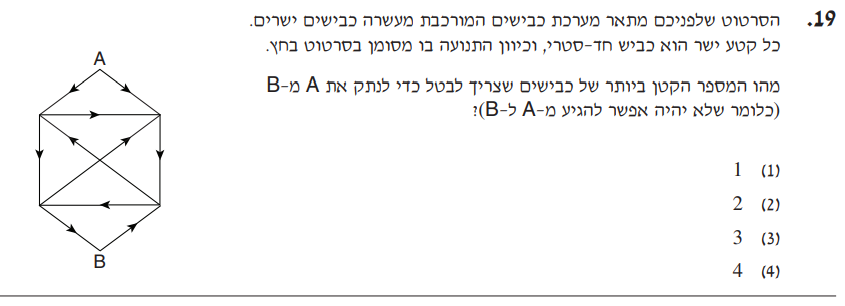 19. הסרטוט שלפניכם מתאר מערכת כבישים המורכבת מעשרה כבישים ישרים.
כל קטע ישר הוא כביש חד-סטרי, וכיוון התנועה בו מסומן בסרטוט בחץ.
מהו המספר הקטן ביותר של כבישים שצריך לבטל כדי לנתק את A מ-B
(כלומר שלא יהיה אפשר להגיע מ-A ל-B)?
(1) 1
(2) 2
(3) 3
(4) 4
A
B